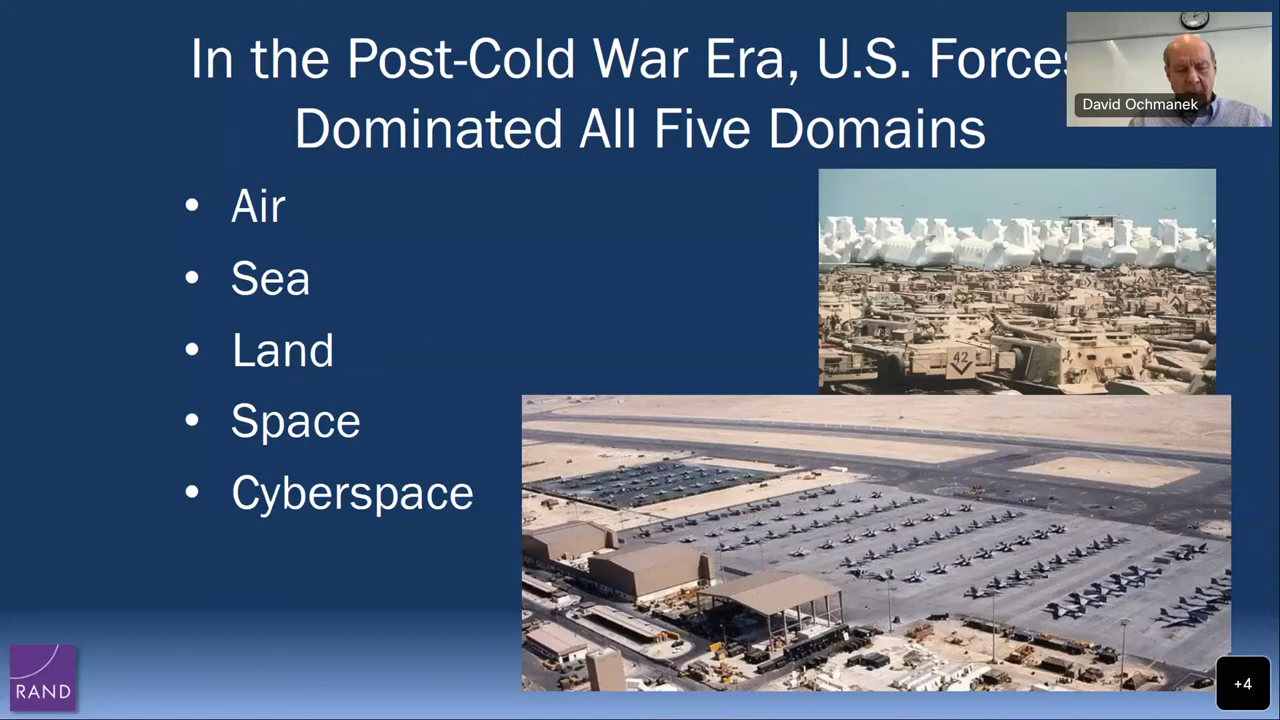 In the Post-Cold War Era, U.S. Forces
Dominated All Five Domains
David Ochmanek
• Air
• Sea
• Land
• Space
• Cyberspace
42
RAND
+4